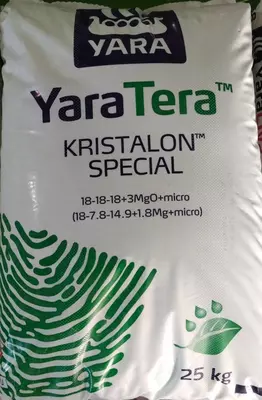 YARA
YaraTera™
KRISTALON™
SPECIAL
18-18-18+3MgO+micro
(18-7.8-14.9+1.8Mg+micro)
25 kg